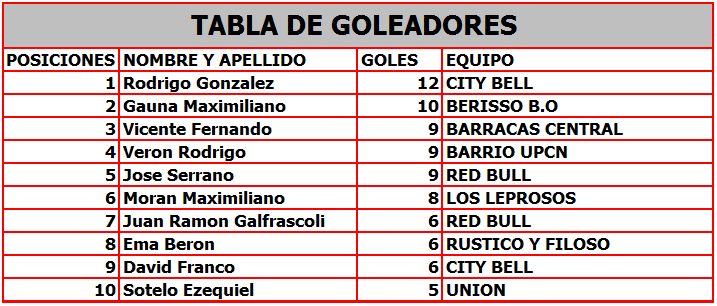 TABLA DE GOLEADORES
POSICIONES NOMBRE Y APELLIDO GOLES EQUIPO
1 Rodrigo Gonzalez 12 CITY BELL
2 Gauna Maximiliano 10 BERISSO B.O
3 Vicente Fernando 9 BARRACAS CENTRAL
4 Veron Rodrigo 9 BARRIO UPCN
5 Jose Serrano 9 RED BULL
6 Moran Maximiliano 8 LOS LEPROSOS
7 Juan Ramon Galfrascoli 6 RED BULL
8 Ema Beron 6 RUSTICO Y FILOSO
9 David Franco 6 CITY BELL
10 Sotelo Ezequiel 5 UNION